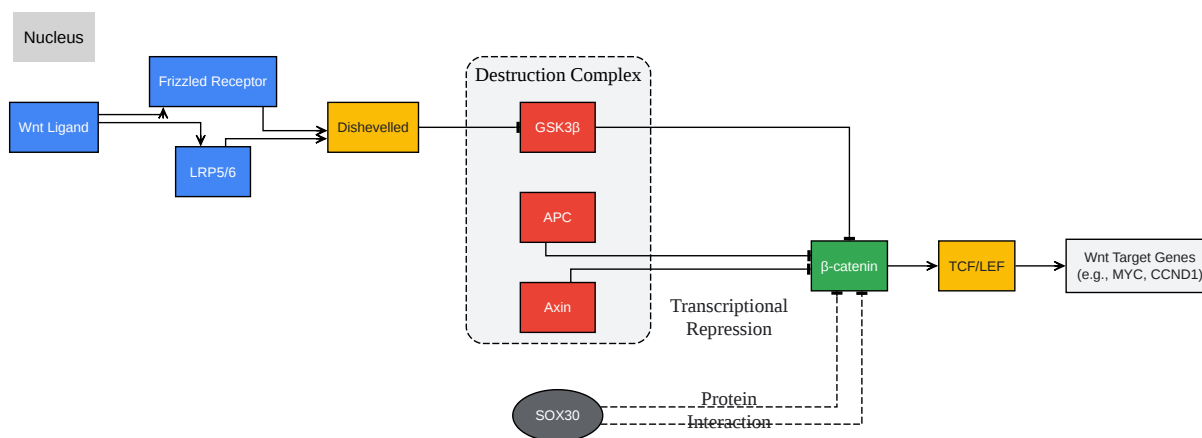 Nucleus
Destruction Complex
Frizzled Receptor
Wnt Ligand
Dishevelled
GSK3β
LRP5/6
APC
β-catenin
TCF/LEF
Wnt Target Genes
(e.g., MYC, CCND1)
Axin
Transcriptional
Repression
SOX30
Protein
Interaction